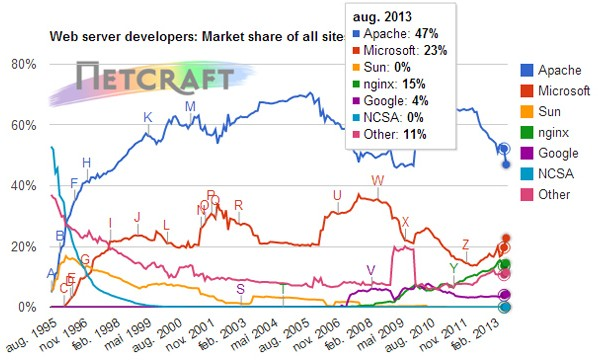 aug. 2013
Apache: 47%
Microsoft: 23%
Sun: 0%
nginx: 15%
Google: 4%
NCSA: 0%
Other: 11%
Web server developers: Market share of all site
NETCRAFT
80%
60%
40%
20%
0%
Apache
Microsoft
Sun
nginx
Google
NCSA
Other
A
B
F
H
K
M
C
E
G
I
J
L
N
O
P
Q
R
S
T
U
V
W
X
Y
Z
aug. 1995
nov. 1996
feb. 1998
mai 1999
aug. 2000
nov. 2001
feb. 2003
mai 2004
aug. 2005
nov. 2006
feb. 2008
mai 2009
aug. 2010
nov. 2011
feb. 2013